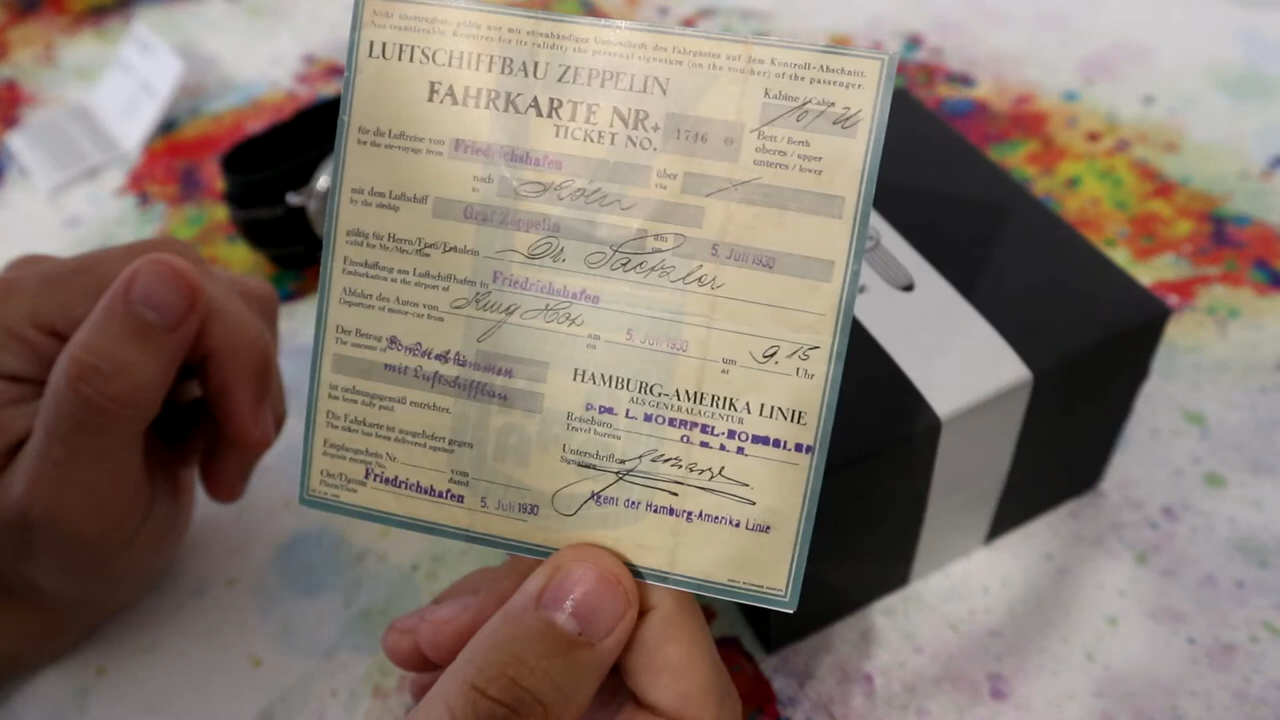 Nicht übertragbar, gültig nur mit eigenhändiger Unterschrift des Fahrgastes auf dem Kontroll-Abschnitt.
Not transferable. Requires for its validity the personal signature (on the voucher) of the passenger.
LUFTSCHIFFBAU ZEPPELIN
FAHRKARTE NR.
TICKET NO.
1746
Kabine / Cabin
Bett / Berth
oberes / upper
unteres / lower
für die Luftreise von Friedrichshafen über
for the air-voyage from via
nach Köln
to
mit dem Luftschiff Graf Zeppelin am 5. Juli 1930
by the airship on
gültig für Herrn/Frau/Fräulein Dr.
valid for Mr./Mrs./Miss
Einschiffung am Luftschiffhafen in Friedrichshafen
Embarkation at the airport of
Abfahrt des Autos von am 5. Juli 1930 um 9.15 Uhr
Departure of motor-car from on at
Der Betrag
The amount of
mit Luftschiffbau
ist ordnungsgemäß entrichtet.
has been duly paid.
Die Fahrkarte ist ausgeliefert gegen
The ticket has been delivered against
Empfangschein Nr. vom
deposit receipt No. dated
Ort/Datum Friedrichshafen 5. Juli 1930
Place/Date
HAMBURG-AMERIKA LINIE
ALS GENERALAGENTUR
Reisebüro
Travel bureau
G. m. b. H.
Unterschriften
Signature
Agent der Hamburg-Amerika Linie